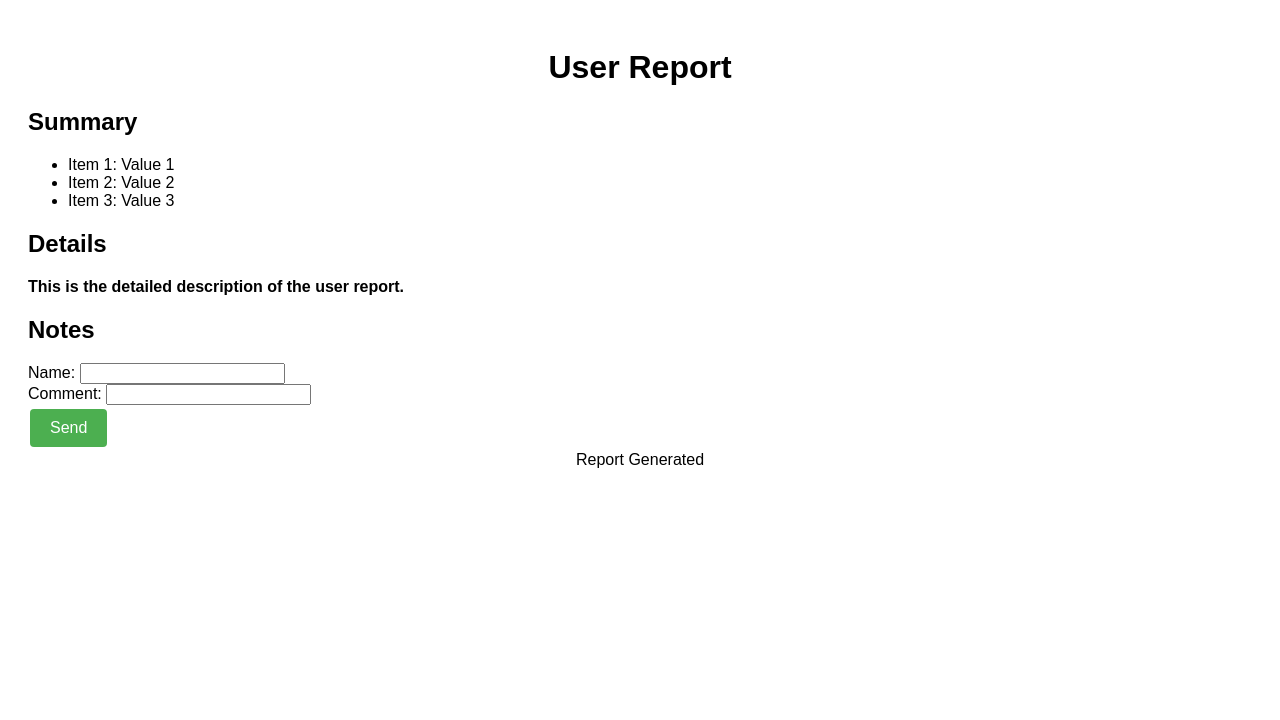 User Report
Summary
Item 1: Value 1
Item 2: Value 2
Item 3: Value 3
Details
This is the detailed description of the user report.
Notes
Name:
Comment:
Send
Report Generated